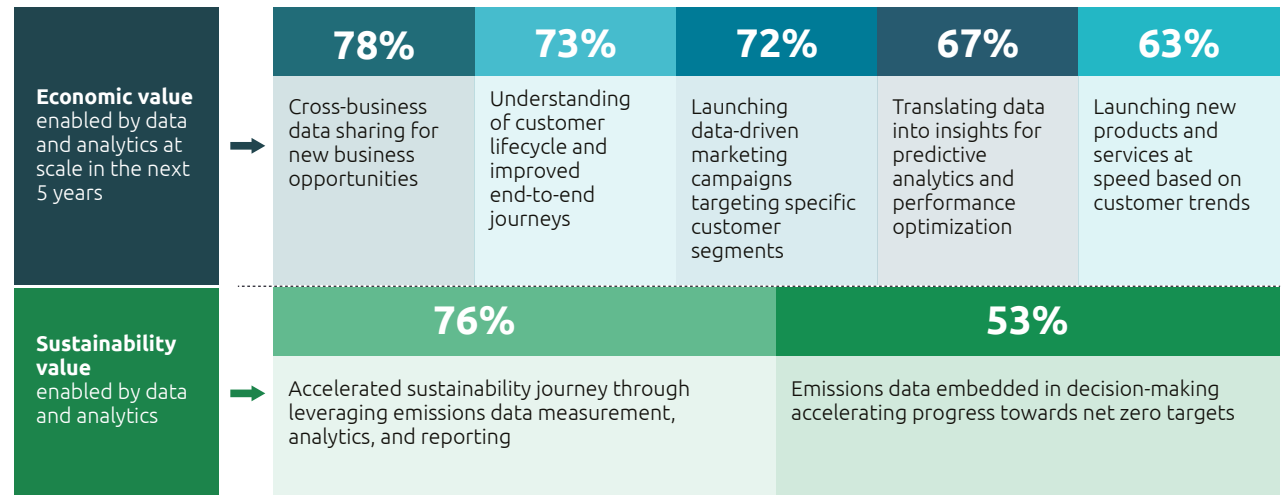 Economic value
enabled by data
and analytics at
scale in the next
5 years
78%
Cross-business
data sharing for
new business
opportunities
73%
Understanding
of customer
lifecycle and
improved
end-to-end
journeys
72%
Launching
data-driven
marketing
campaigns
targeting specific
customer
segments
67%
Translating data
into insights for
predictive
analytics and
performance
optimization
63%
Launching new
products and
services at
speed based on
customer trends
Sustainability
value
enabled by data
and analytics
76%
Accelerated sustainability journey through
leveraging emissions data measurement,
analytics, and reporting
53%
Emissions data embedded in decision-making
accelerating progress towards net zero targets